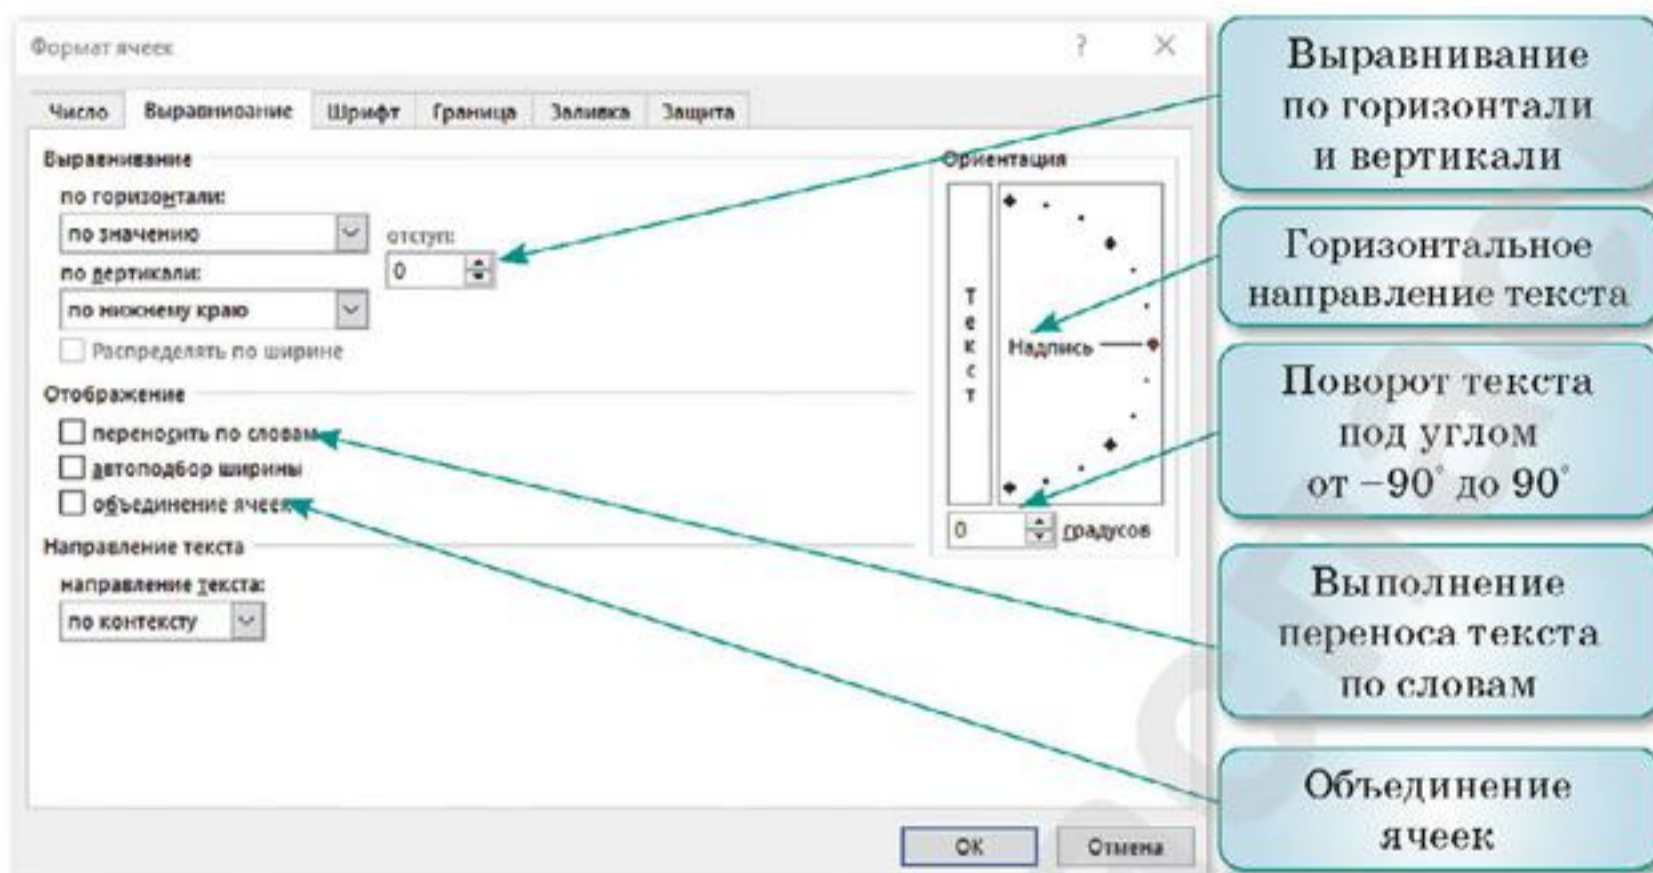 Формат ячеек ?
Число Выравнивание Шрифт Граница Заливка Защита
Выравнивание
по горизонтали:
по значению
отступ:
0
по вертикали:
по нижнему краю
Распределять по ширине
Отображение
переносить по словам
автоподбор ширины
объединение ячеек
Направление текста
направление текста:
по контексту
Ориентация
Текст
Надпись
0 градусов
ОК Отмена
Выравнивание
по горизонтали
и вертикали
Горизонтальное
направление текста
Поворот текста
под углом
от −90° до 90°
Выполнение
переноса текста
по словам
Объединение
ячеек